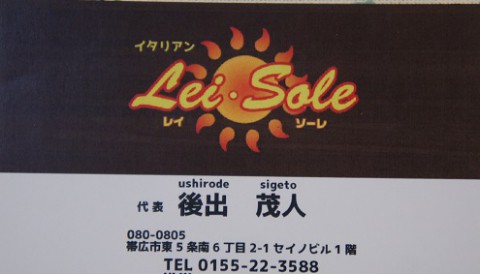 イタリアン
Lei・Sole
レイ ソーレ
ushirode sigeto
代表 後出 茂人
080-0805
帯広市東5条南6丁目2-1セイノビル1階
TEL 0155-22-3588